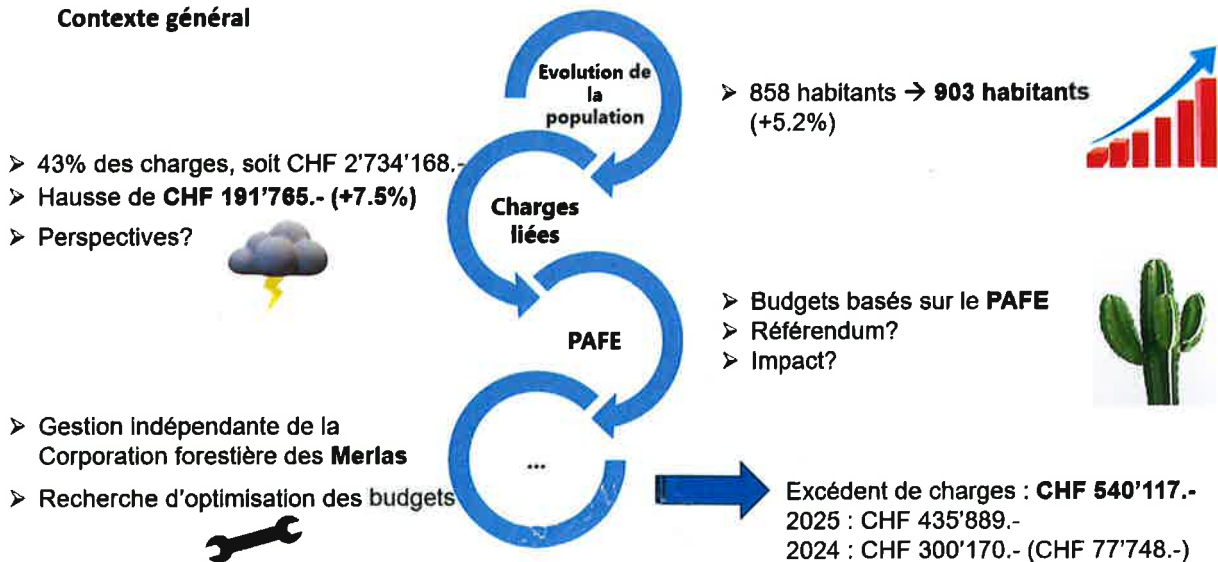 Contexte général
Evolution de
la
population
➢ 858 habitants → 903 habitants
(+5.2%)
➢ 43% des charges, soit CHF 2'734'168.-
➢ Hausse de CHF 191'765.- (+7.5%)
➢ Perspectives?
Charges
liées
PAFE
➢ Budgets basés sur le PAFE
➢ Référendum?
➢ Impact?
➢ Gestion indépendante de la
Corporation forestière des Merlas
➢ Recherche d'optimisation des budgets
...
Excédent de charges : CHF 540'117.-
2025 : CHF 435'889.-
2024 : CHF 300'170.- (CHF 77'748.-)